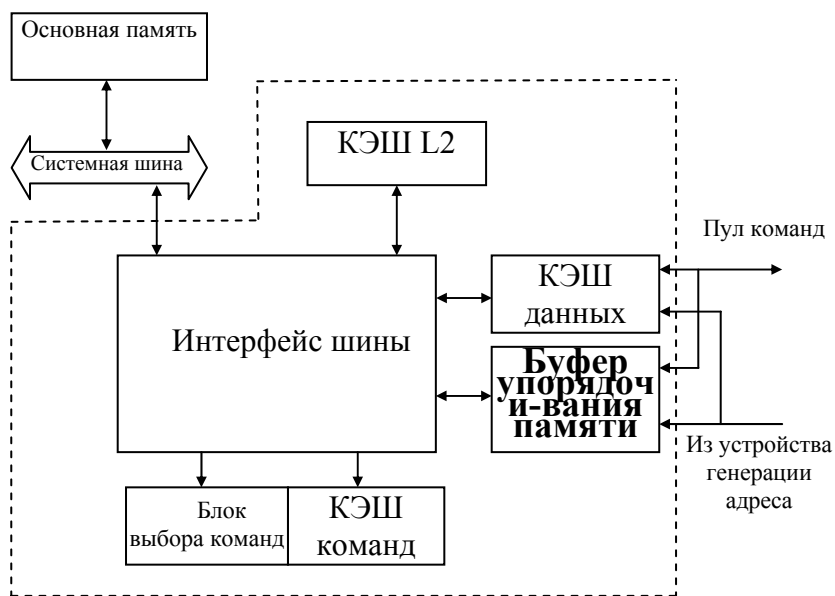 Основная память
Системная шина
КЭШ L2
Пул команд
КЭШ
данных
Интерфейс шины
Буфер
упорядоч
и-вания
памяти
Из устройства
генерации
адреса
Блок
выбора команд
КЭШ
команд